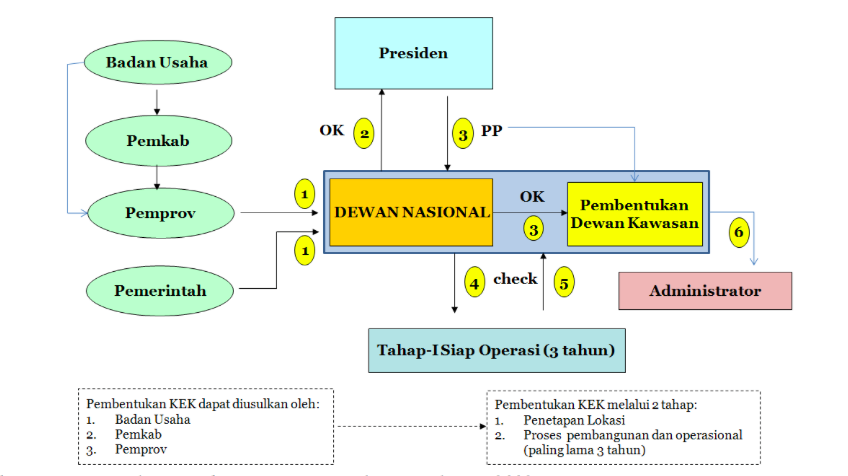 Presiden
Badan Usaha
Pemkab
Pemprov
Pemerintah
OK
2
3
PP
1
1
DEWAN NASIONAL
OK
3
Pembentukan
Dewan Kawasan
6
4
check
5
Administrator
Tahap-I Siap Operasi (3 tahun)
Pembentukan KEK dapat diusulkan oleh:
1. Badan Usaha
2. Pemkab
3. Pemprov
Pembentukan KEK melalui 2 tahap:
1. Penetapan Lokasi
2. Proses pembangunan dan operasional
(paling lama 3 tahun)